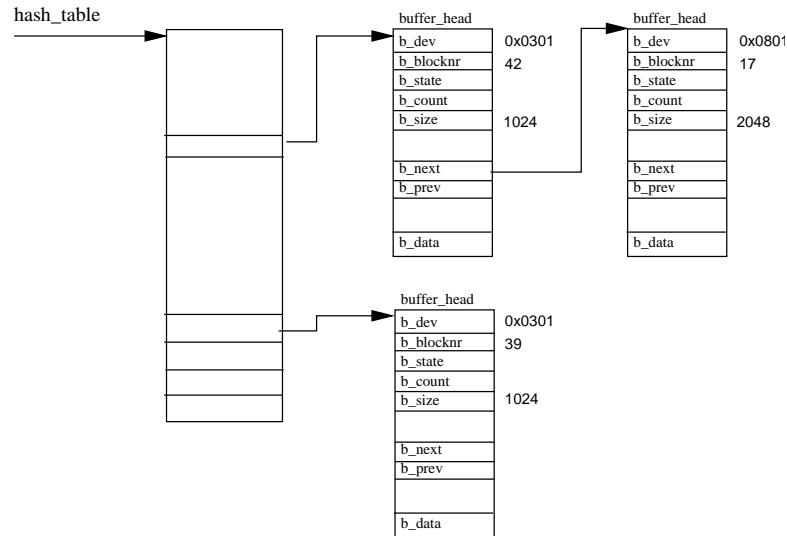 hash_table
buffer_head
b_dev 0x0301
b_blocknr 42
b_state
b_count
b_size 1024
b_next
b_prev
b_data
buffer_head
b_dev 0x0801
b_blocknr 17
b_state
b_count
b_size 2048
b_next
b_prev
b_data
buffer_head
b_dev 0x0301
b_blocknr 39
b_state
b_count
b_size 1024
b_next
b_prev
b_data